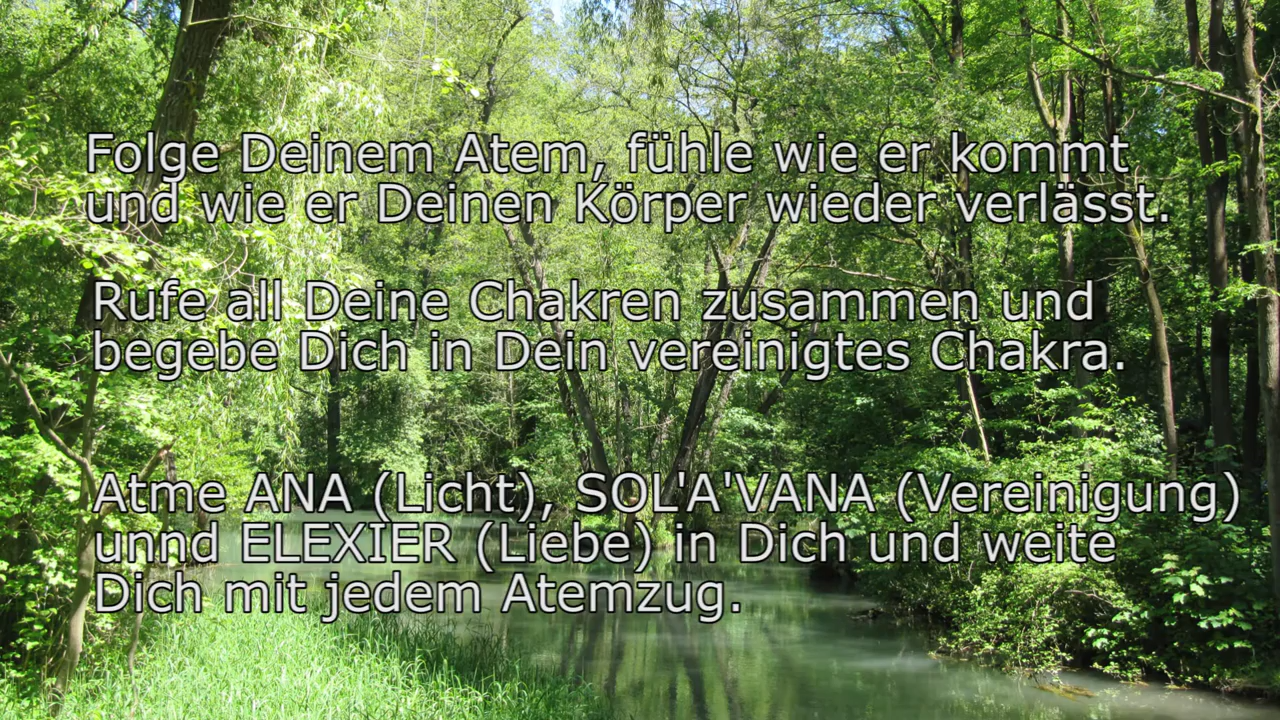 Folge Deinem Atem, fühle wie er kommt
und wie er Deinen Körper wieder verlässt.
Rufe all Deine Chakren zusammen und
begebe Dich in Dein vereinigtes Chakra.
Atme ANA (Licht), SOL'A'VANA (Vereinigung)
unnd ELEXIER (Liebe) in Dich und weite
Dich mit jedem Atemzug.